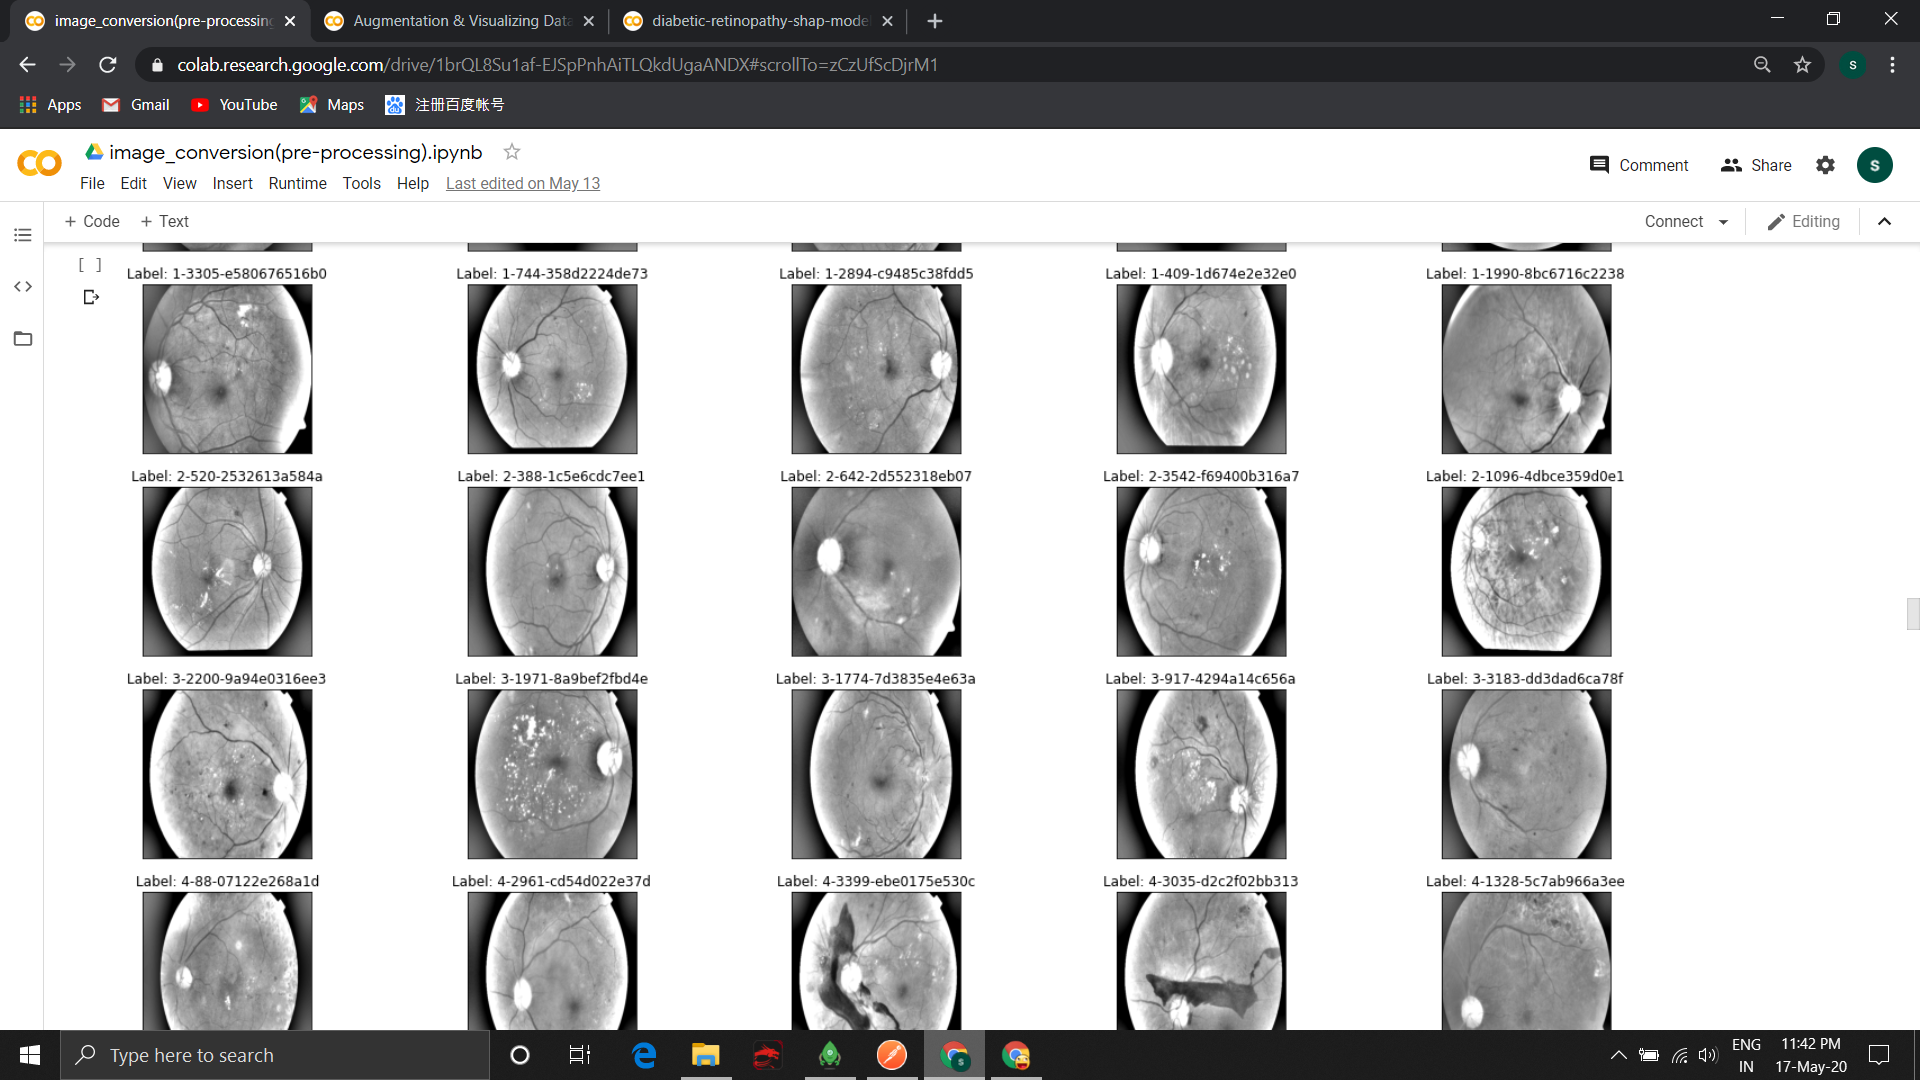 image_conversion(pre-processing
Augmentation & Visualizing Data
diabetic-retinopathy-shap-model
colab.research.google.com/drive/1brQL8Su1af-EJSpPnhAiTLQkdUgaANDX#scrollTo=zCzUfScDjrM1
S
Apps
Gmail
YouTube
Maps
注册百度帐号
image_conversion(pre-processing).ipynb
Comment
Share
S
File Edit View Insert Runtime Tools Help Last edited on May 13
+ Code + Text
Connect
Editing
[ ]
Label: 1-3305-e580676516b0
Label: 1-744-358d2224de73
Label: 1-2894-c9485c38fdd5
Label: 1-409-1d674e2e32e0
Label: 1-1990-8bc6716c2238
Label: 2-520-2532613a584a
Label: 2-388-1c5e6cdc7ee1
Label: 2-642-2d552318eb07
Label: 2-3542-f69400b316a7
Label: 2-1096-4dbce359d0e1
Label: 3-2200-9a94e0316ee3
Label: 3-1971-8a9bef2fbd4e
Label: 3-1774-7d3835e4e63a
Label: 3-917-4294a14c656a
Label: 3-3183-dd3dad6ca78f
Label: 4-88-07122e268a1d
Label: 4-2961-cd54d022e37d
Label: 4-3399-ebe0175e530c
Label: 4-3035-d2c2f02bb313
Label: 4-1328-5c7ab966a3ee
Type here to search
ENG
IN
11:42 PM
17-May-20